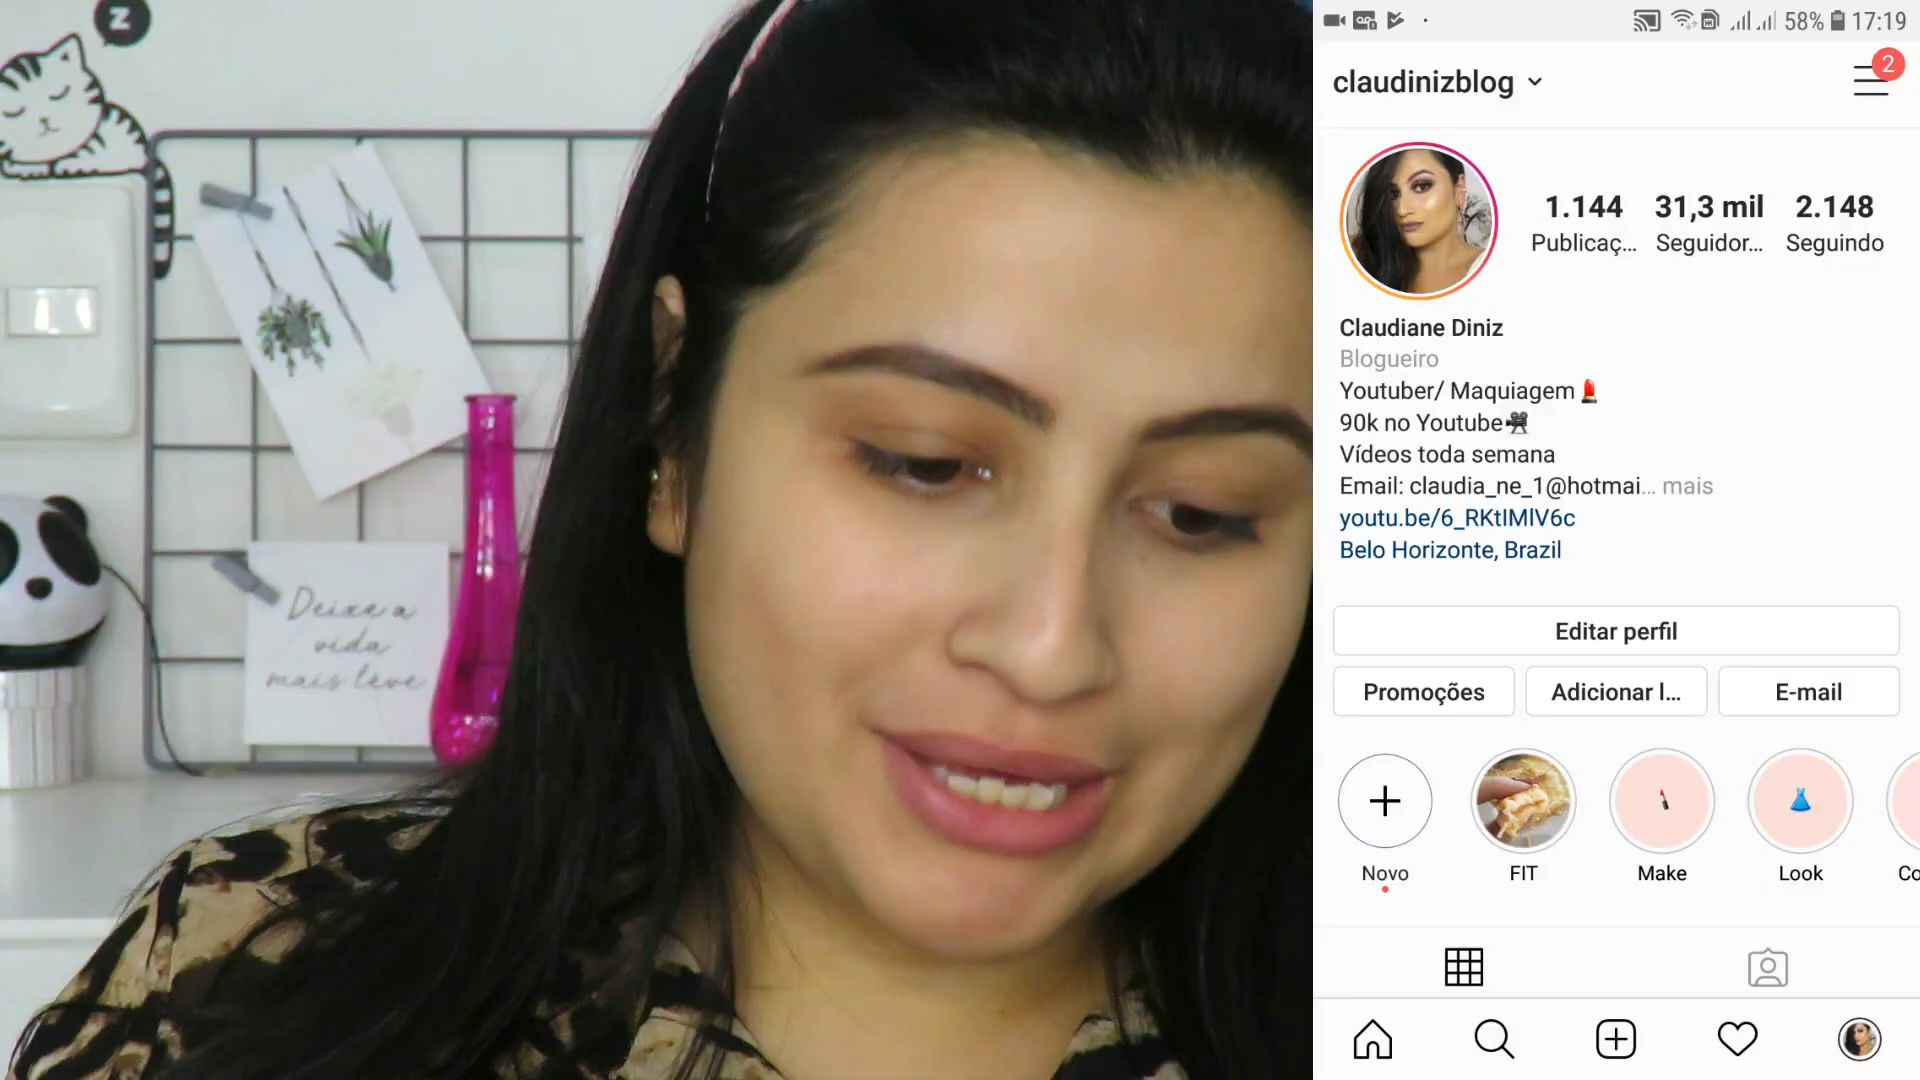 Z
Deixe a
vida
mais leve
58% 17:19
claudinizblog
2
1.144 31,3 mil 2.148
Publicaç... Seguidor... Seguindo
Claudiane Diniz
Blogueiro
Youtuber/ Maquiagem
90k no Youtube
Vídeos toda semana
Email: claudia_ne_1@hotmai... mais
youtu.be/6_RKtIMlV6c
Belo Horizonte, Brazil
Editar perfil
Promoções Adicionar l... E-mail
Novo FIT Make Look Co